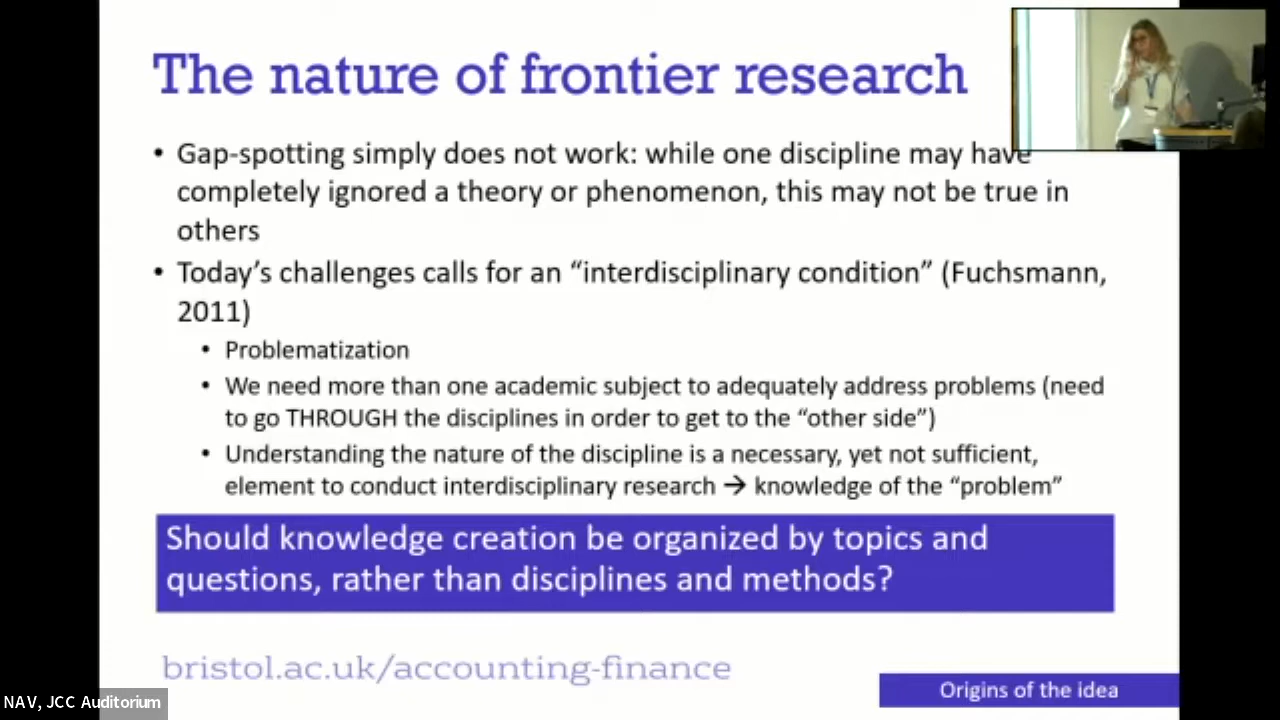 The nature of frontier research
• Gap-spotting simply does not work: while one discipline may have
completely ignored a theory or phenomenon, this may not be true in
others
• Today’s challenges calls for an “interdisciplinary condition” (Fuchsmann,
2011)
• Problematization
• We need more than one academic subject to adequately address problems (need
to go THROUGH the disciplines in order to get to the “other side”)
• Understanding the nature of the discipline is a necessary, yet not sufficient,
element to conduct interdisciplinary research → knowledge of the “problem”
Should knowledge creation be organized by topics and
questions, rather than disciplines and methods?
bristol.ac.uk/accounting-finance
Origins of the idea
NAV, JCC Auditorium